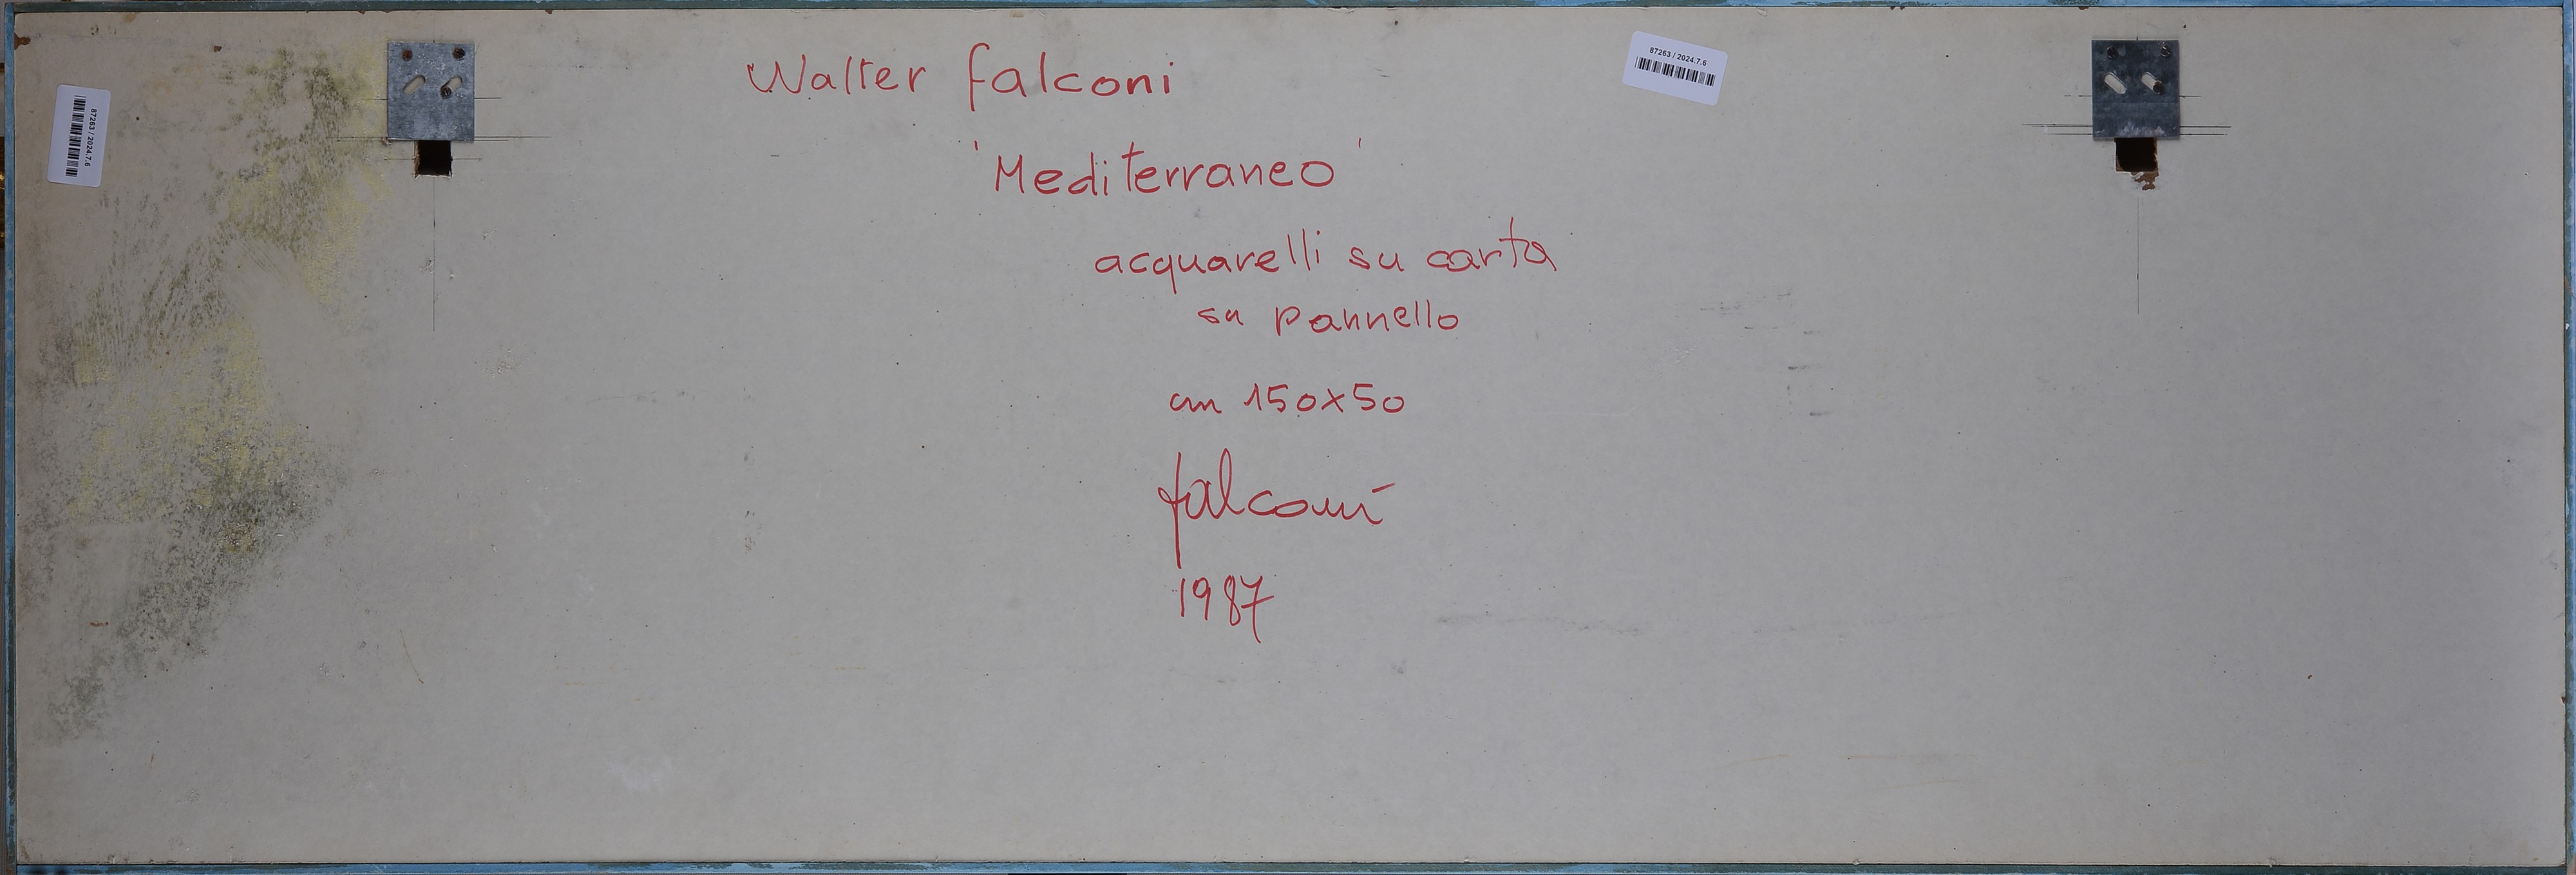 Walter falconi
'Mediterraneo'
acquarelli su carta
su pannello
cm 150x50
falconi
1987
87263 / 2024.7.6
87263 / 2024.7.6